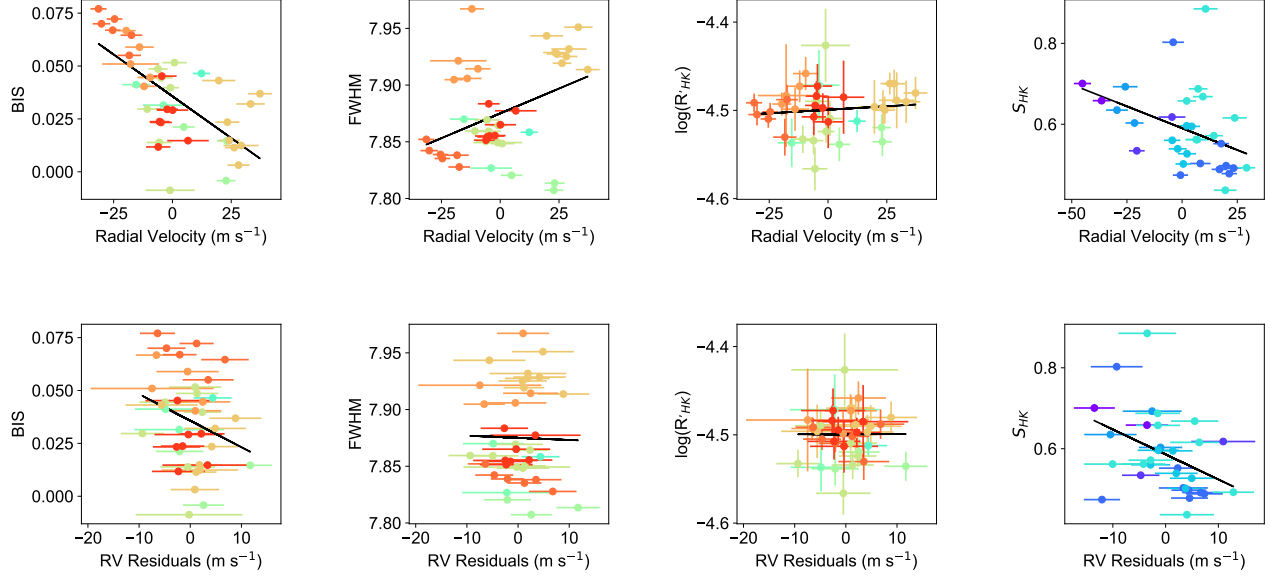 0.075
0.050
0.025
0.000
BIS
−25 0 25
Radial Velocity (m s⁻¹)
7.95
7.90
7.85
7.80
FWHM
−25 0 25
Radial Velocity (m s⁻¹)
−4.4
−4.5
−4.6
log(R'HK)
−25 0 25
Radial Velocity (m s⁻¹)
0.8
0.6
S_HK
−50 −25 0 25
Radial Velocity (m s⁻¹)
0.075
0.050
0.025
0.000
BIS
−20 −10 0 10
RV Residuals (m s⁻¹)
7.95
7.90
7.85
7.80
FWHM
−20 −10 0 10
RV Residuals (m s⁻¹)
−4.4
−4.5
−4.6
log(R'HK)
−20 −10 0 10
RV Residuals (m s⁻¹)
0.8
0.6
S_HK
−10 0 10
RV Residuals (m s⁻¹)